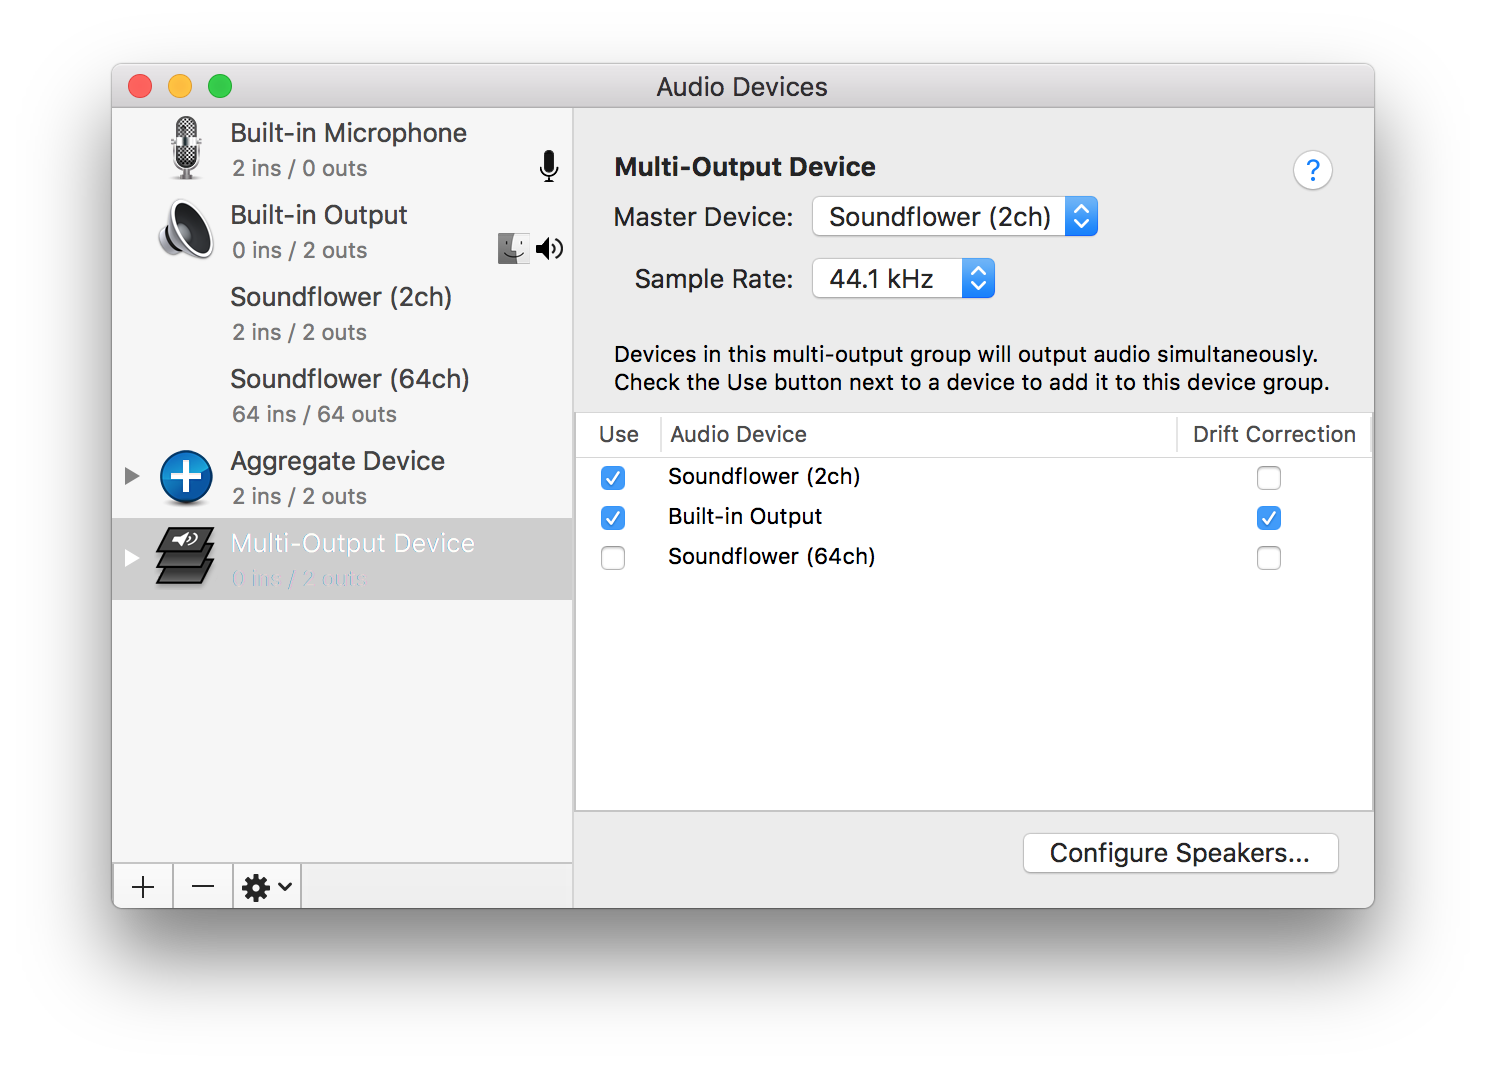 Audio Devices
Built-in Microphone
2 ins / 0 outs
Built-in Output
0 ins / 2 outs
Soundflower (2ch)
2 ins / 2 outs
Soundflower (64ch)
64 ins / 64 outs
Aggregate Device
2 ins / 2 outs
Multi-Output Device
0 ins / 2 outs
Multi-Output Device
?
Master Device: Soundflower (2ch)
Sample Rate: 44.1 kHz
Devices in this multi-output group will output audio simultaneously.
Check the Use button next to a device to add it to this device group.
Use Audio Device Drift Correction
Soundflower (2ch)
Built-in Output
Soundflower (64ch)
Configure Speakers...